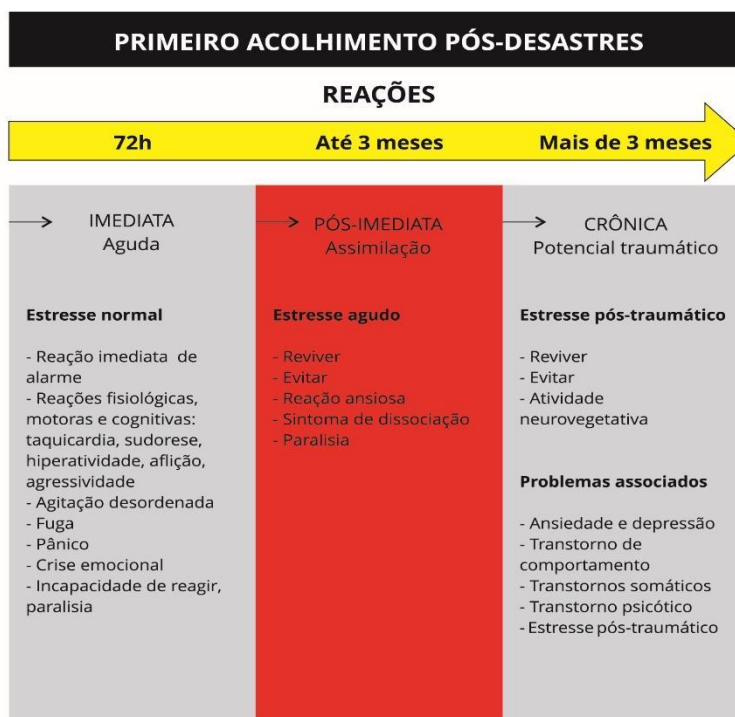 PRIMEIRO ACOLHIMENTO PÓS-DESASTRES
REAÇÕES
72h
Até 3 meses
Mais de 3 meses
IMEDIATA
Aguda
Estresse normal
- Reação imediata de
alarme
- Reações fisiológicas,
motoras e cognitivas:
taquicardia, sudorese,
hiperatividade, aflição,
agressividade
- Agitação desordenada
- Fuga
- Pânico
- Crise emocional
- Incapacidade de reagir,
paralisia
PÓS-IMEDIATA
Assimilação
Estresse agudo
- Reviver
- Evitar
- Reação ansiosa
- Sintoma de dissociação
- Paralisia
CRÔNICA
Potencial traumático
Estresse pós-traumático
- Reviver
- Evitar
- Atividade
neurovegetativa
Problemas associados
- Ansiedade e depressão
- Transtorno de
comportamento
- Transtornos somáticos
- Transtorno psicótico
- Estresse pós-traumático